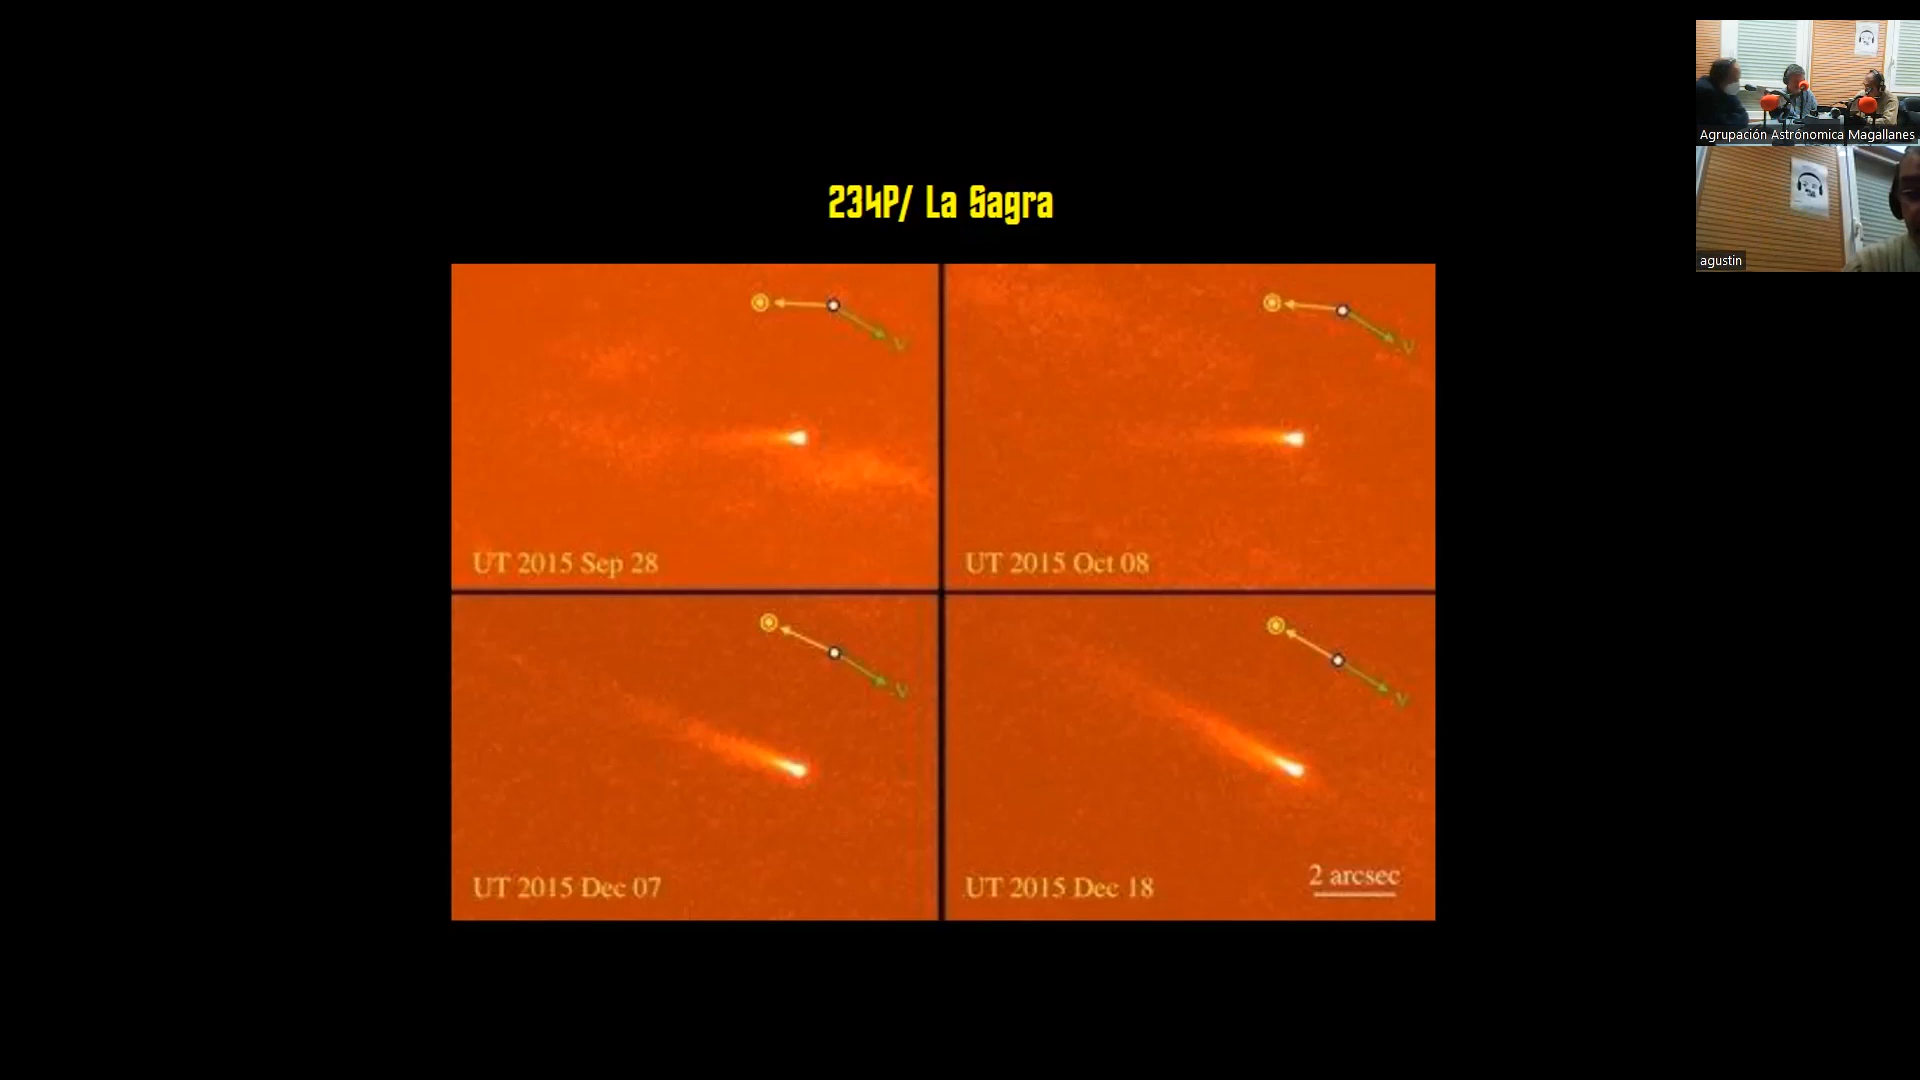 234P/ La Sagra
V
V
UT 2015 Sep 28
UT 2015 Oct 08
V
V
UT 2015 Dec 07
UT 2015 Dec 18
2 arcsec
Agrupación Astrónomica Magallanes
agustin